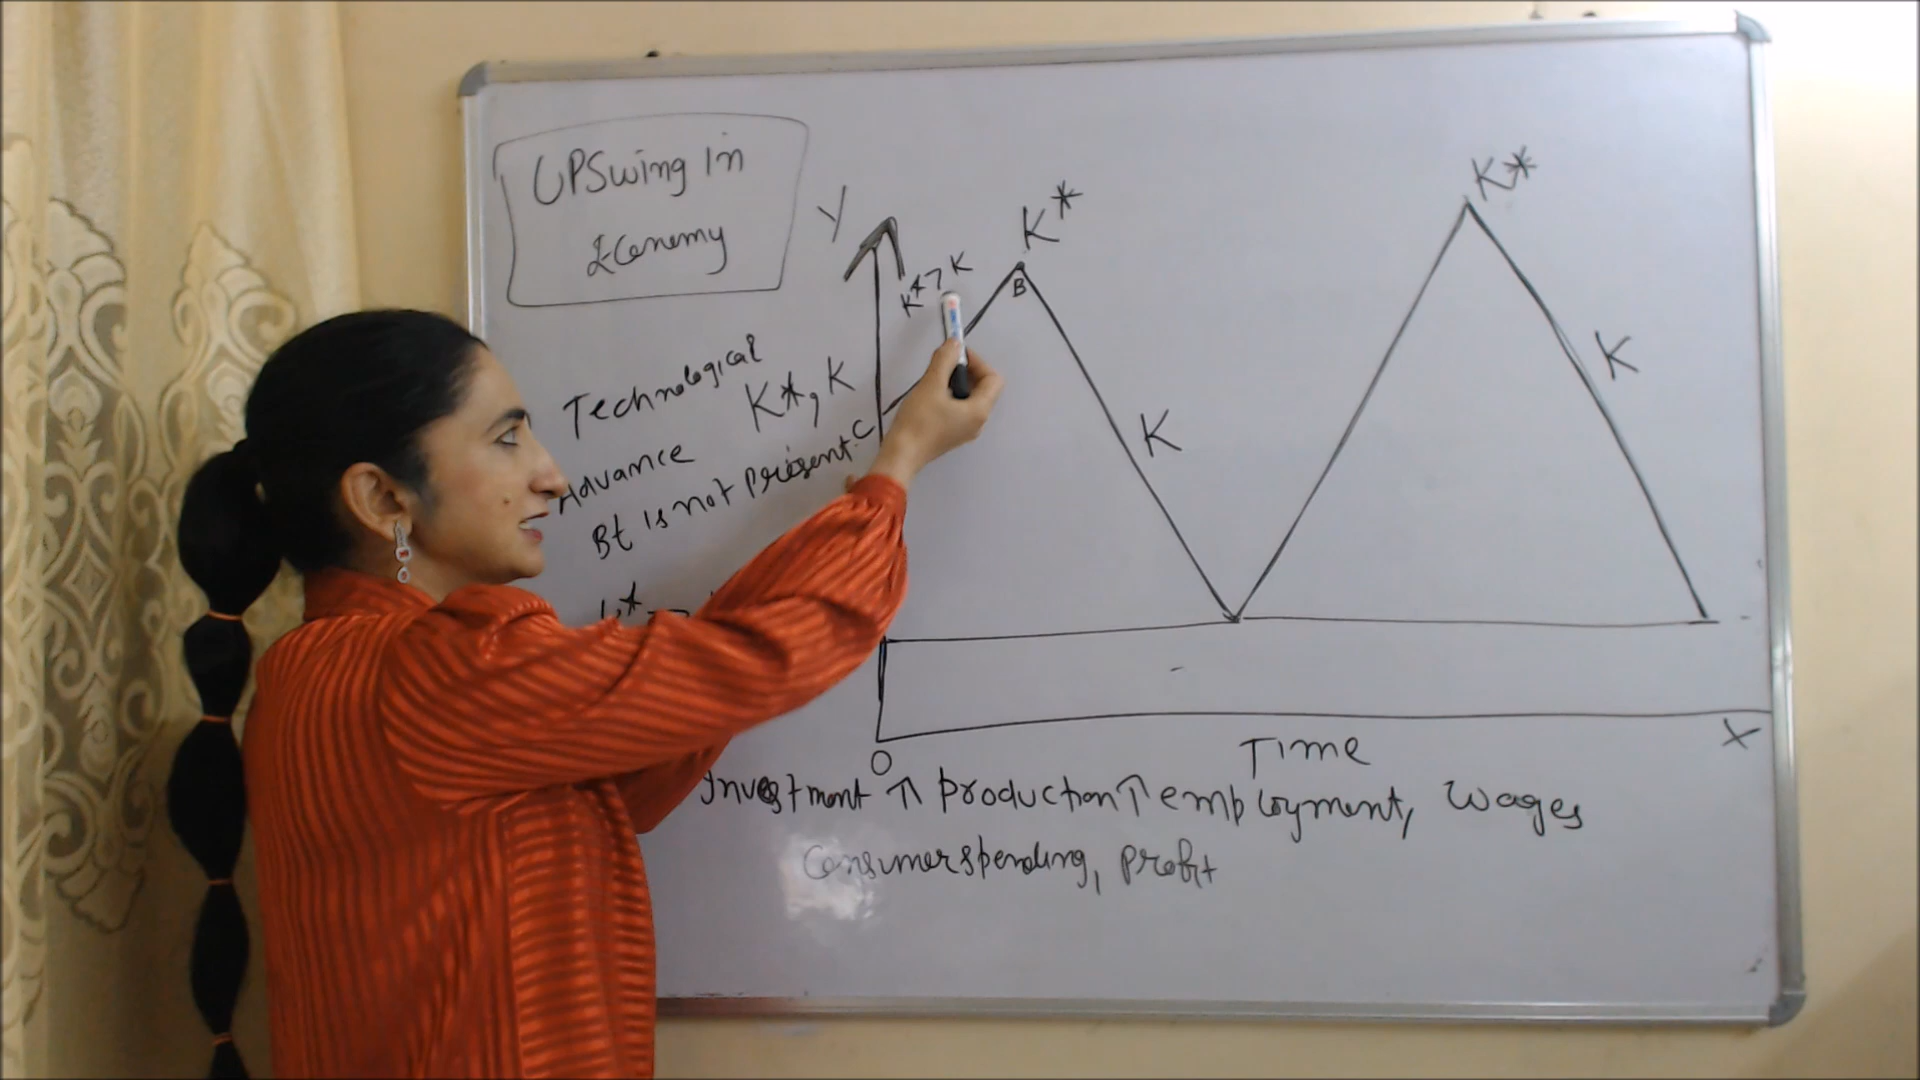 UPSwing In
Economy
Technological
Advance K*, K
Bt is not present.
Y
K*>K
K*
B
C
K
K*
K
O
Time
X
Investment ↑ production ↑ employment, wages
Consumer spending, profit